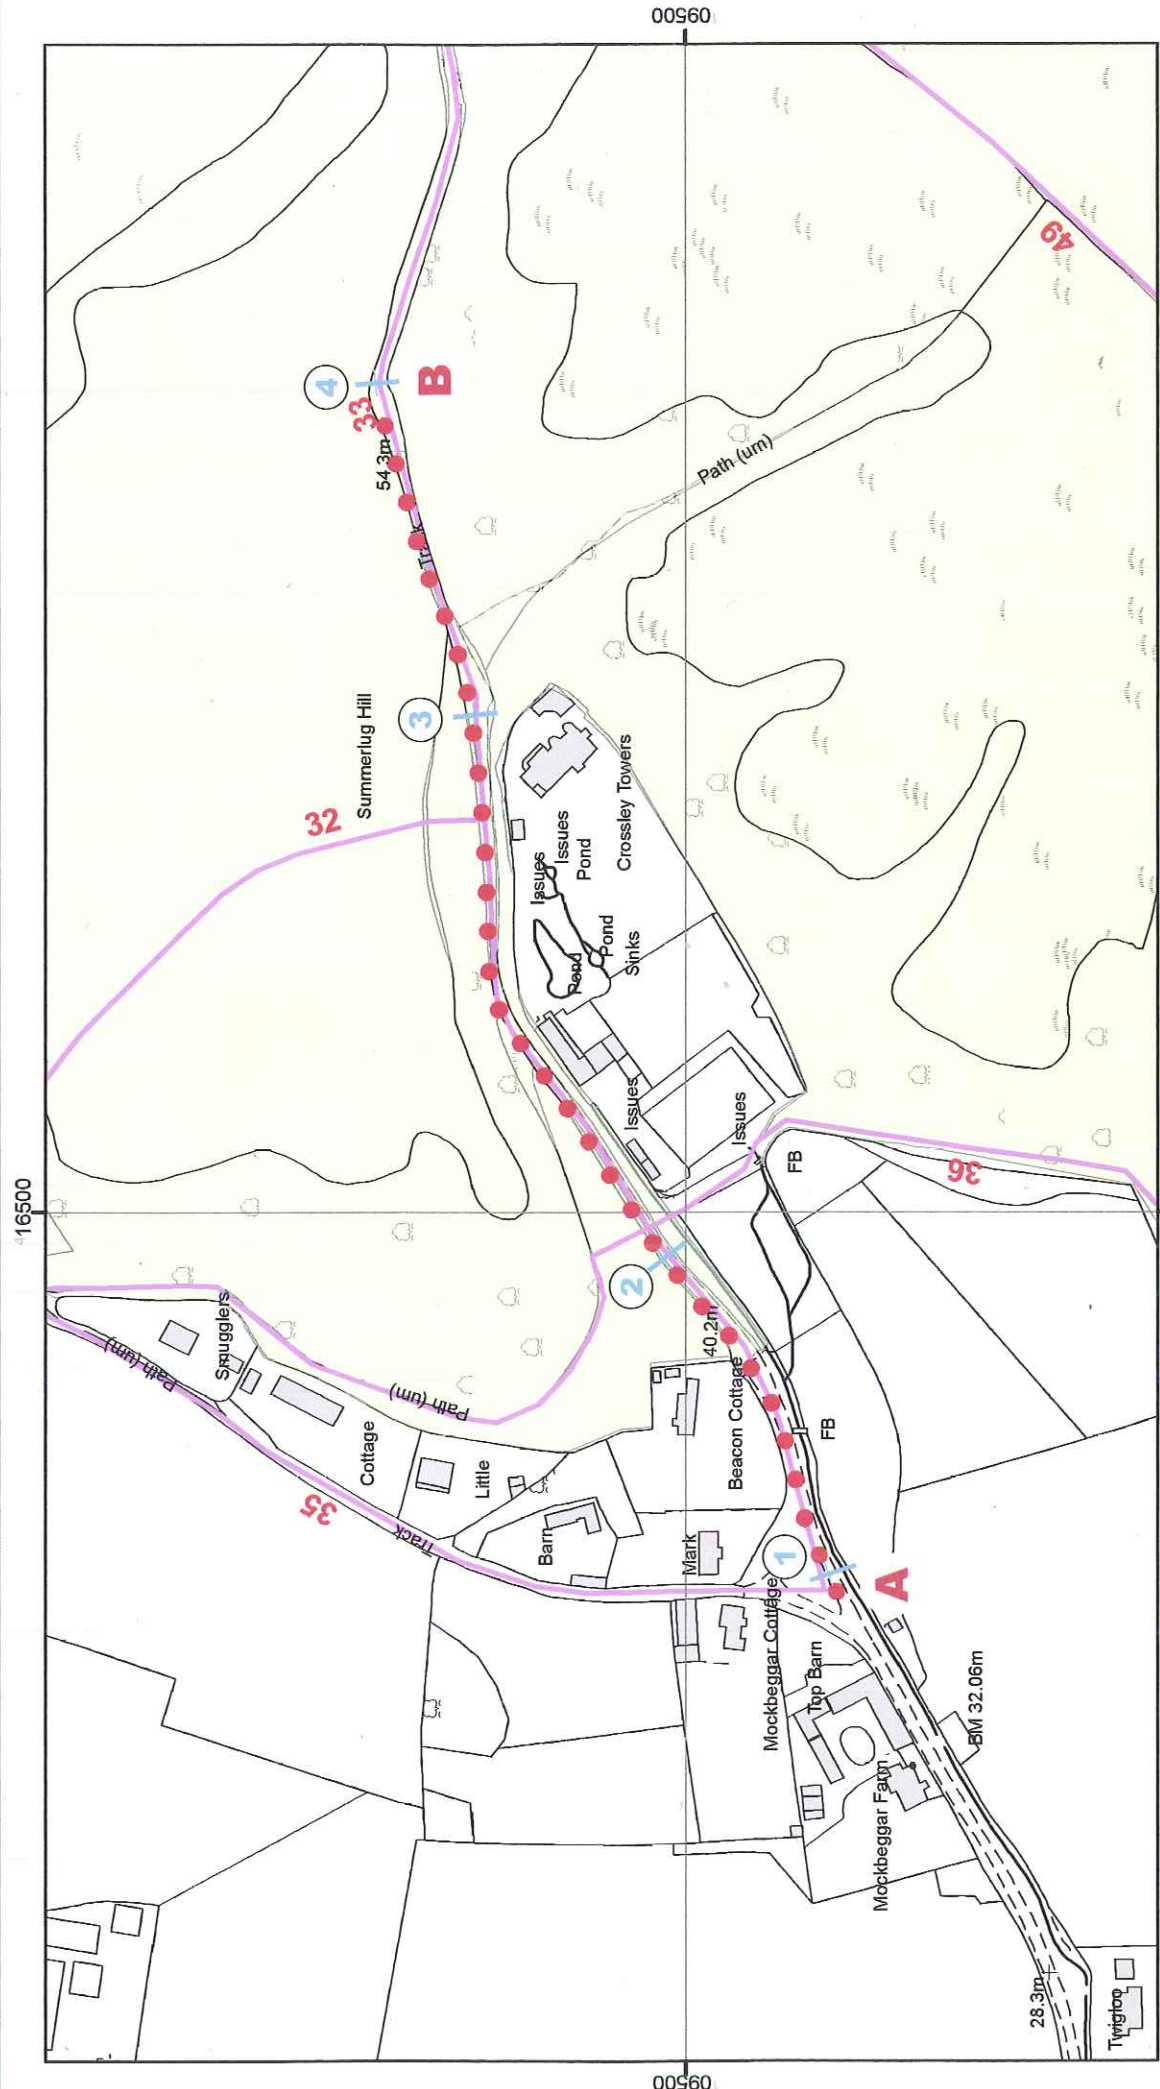 09500
16500
4
33
B
54.3m
Track
Path (um)
49
3
Summerlug Hill
32
Issues
Issues
Pond
Crossley Towers
Pond
Pond
Sinks
Issues
Issues
FB
36
2
40.2m
Smugglers
Path (um)
Path (um)
Cottage
Little
Beacon Cottage
FB
35
Track
Barn
Mark
1
A
Mockbeggar Cottage
Top Barn
BM 32.06m
Mockbeggar Farm
28.3m
Twigloo
09500